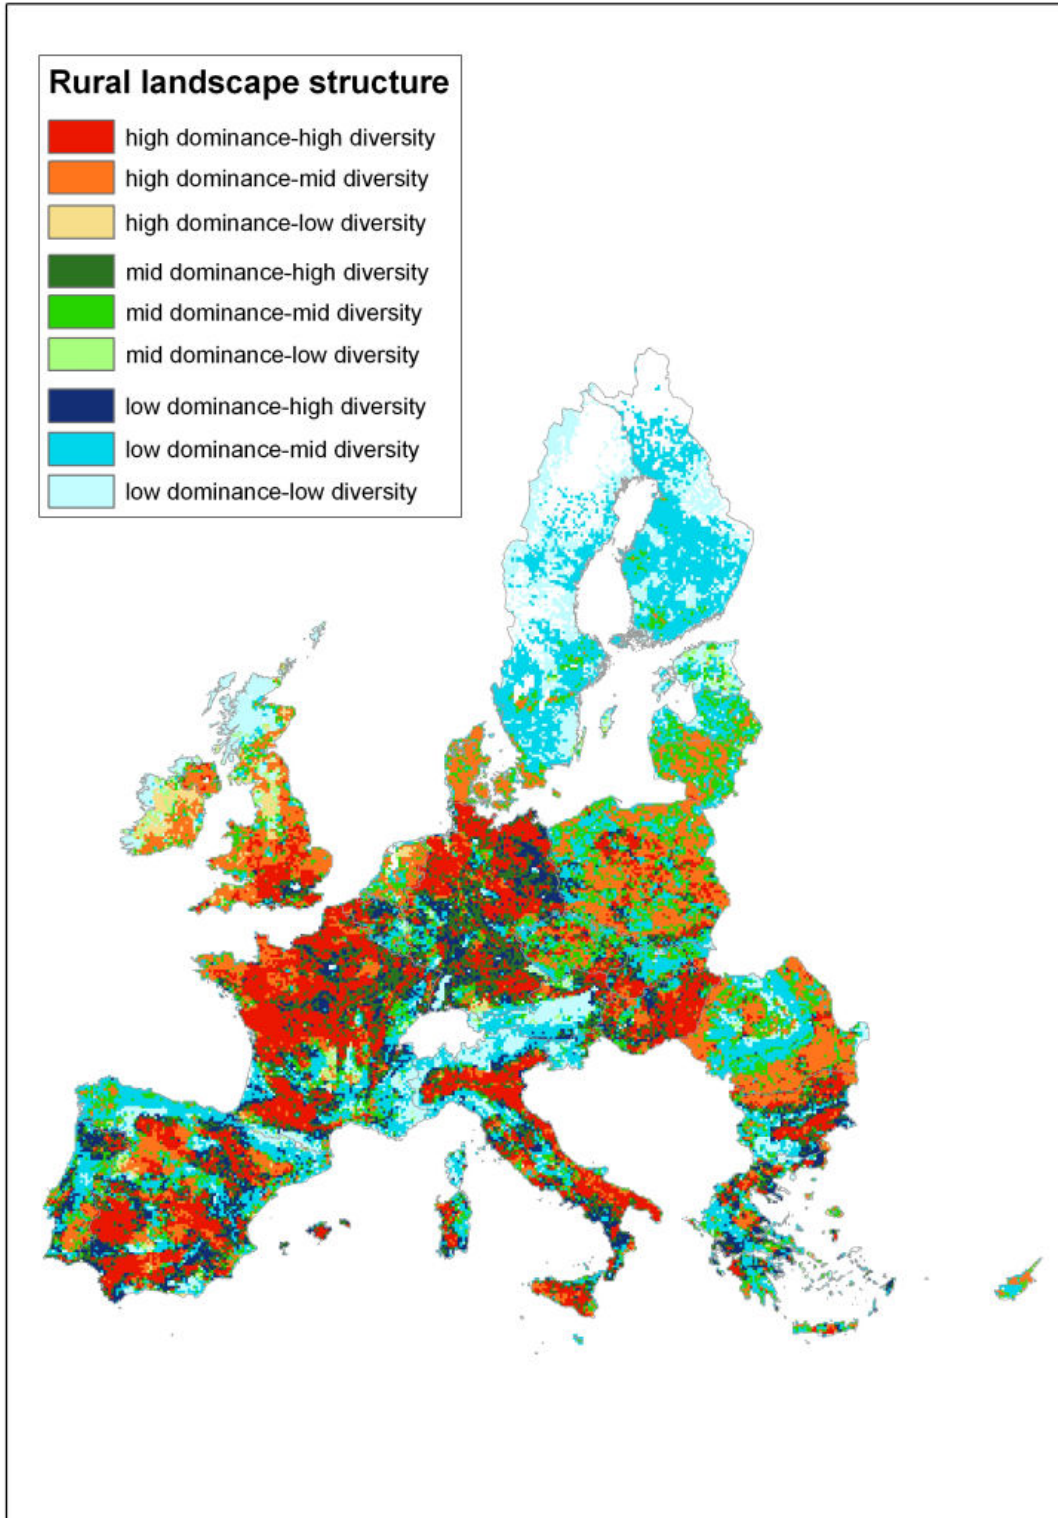 Rural landscape structure
high dominance-high diversity
high dominance-mid diversity
high dominance-low diversity
mid dominance-high diversity
mid dominance-mid diversity
mid dominance-low diversity
low dominance-high diversity
low dominance-mid diversity
low dominance-low diversity